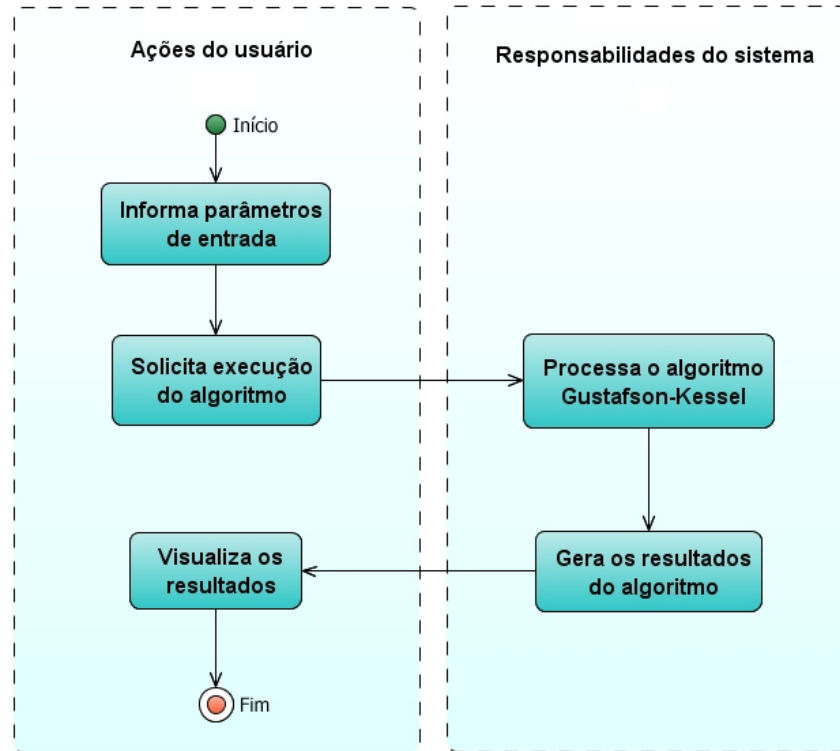 Ações do usuário
Responsabilidades do sistema
Início
Informa parâmetros
de entrada
Solicita execução
do algoritmo
Processa o algoritmo
Gustafson-Kessel
Gera os resultados
do algoritmo
Visualiza os
resultados
Fim